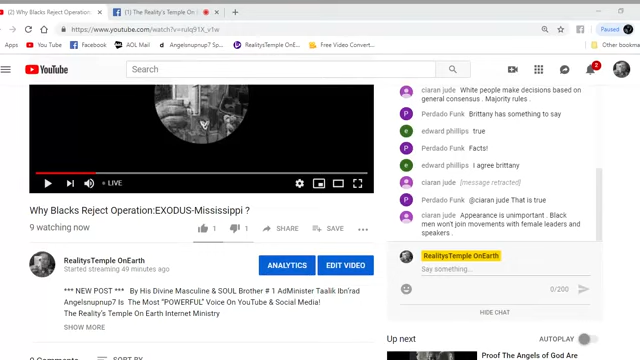 (2) Why Blacks Reject Operation:
(1) The Reality's Temple On
https://www.youtube.com/watch?v=rulq91X_v1w
Paused
Apps
You Tube
Facebook
AOL Mail
Angelsnupnup7 Sp
RealitysTemple OnE
Free Video Convert
Other bookma
YouTube
Search
2
ciaran jude White people make decisions based on
general consensus . Majority rules .
Perdado Funk Brittany has something to say
edward phillips true
Perdado Funk Facts!
edward phillips I agree brittany
ciaran jude [message retracted]
Perdado Funk @ciaran jude That is true
ciaran jude Appearance is unimportant . Black
men won't join movements with female leaders and
speakers .
LIVE
Why Blacks Reject Operation:EXODUS-Mississippi ?
9 watching now
1
1
SHARE
SAVE
RealitysTemple OnEarth
Say something...
0/200
HIDE CHAT
RealitysTemple OnEarth
Started streaming 49 minutes ago
ANALYTICS
EDIT VIDEO
*** NEW POST *** By His Divine Masculine & SOUL Brother # 1 AdMinister Taalik Ibn'rad
Angelsnupnup7 Is The Most "POWERFUL" Voice On YouTube & Social Media!
The Reality's Temple On Earth Internet Ministry
SHOW MORE
Up next
AUTOPLAY
Proof The Angels of God Are
0 Comments
SORT BY